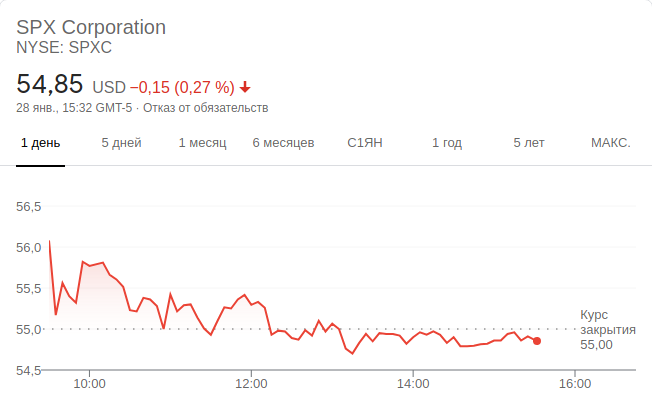 SPX Corporation
NYSE: SPXC
54,85 USD −0,15 (0,27 %)
28 янв., 15:32 GMT-5 · Отказ от обязательств
1 день 5 дней 1 месяц 6 месяцев С1ЯН 1 год 5 лет МАКС.
56,5
56,0
55,5
55,0
54,5
Курс
закрытия
55,00
10:00 12:00 14:00 16:00